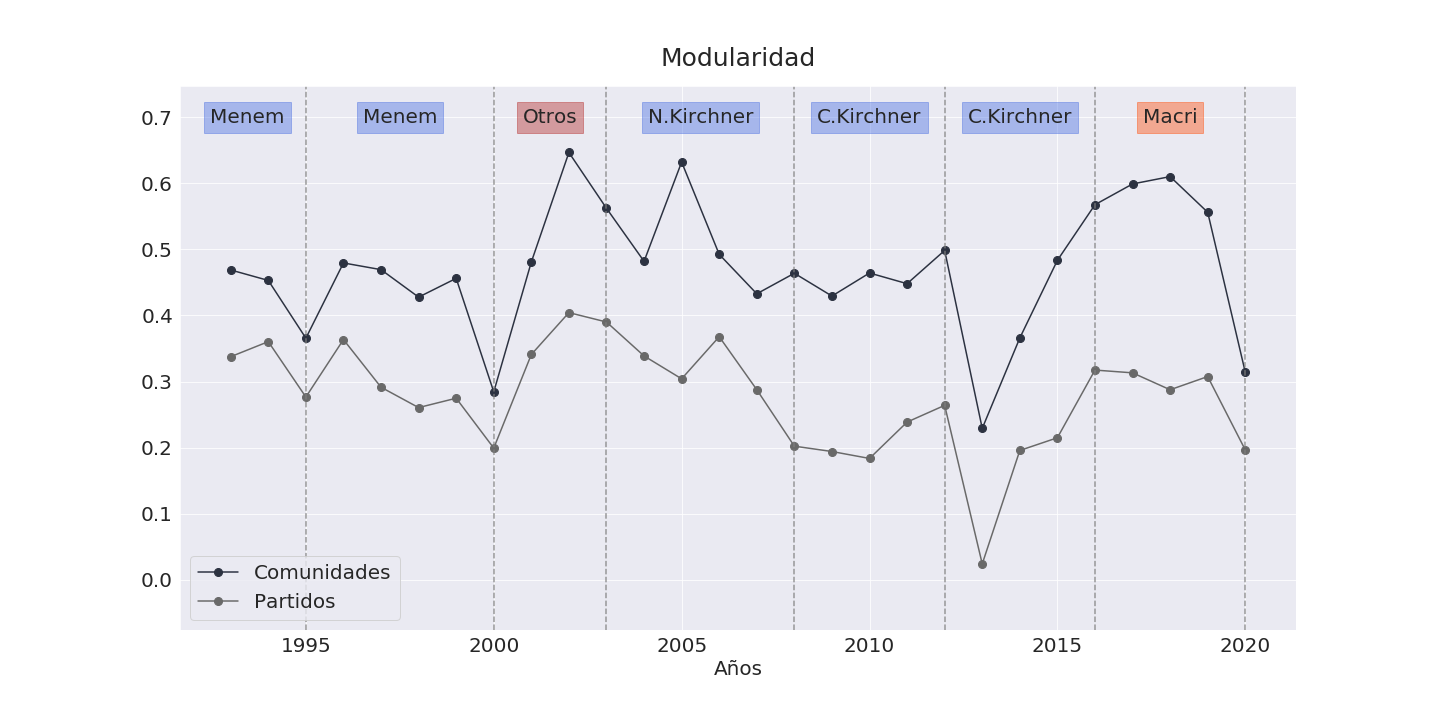 Modularidad
Menem Menem Otros N.Kirchner C.Kirchner C.Kirchner Macri
0.7
0.6
0.5
0.4
0.3
0.2
0.1
0.0
Comunidades
Partidos
1995 2000 2005 2010 2015 2020
Años